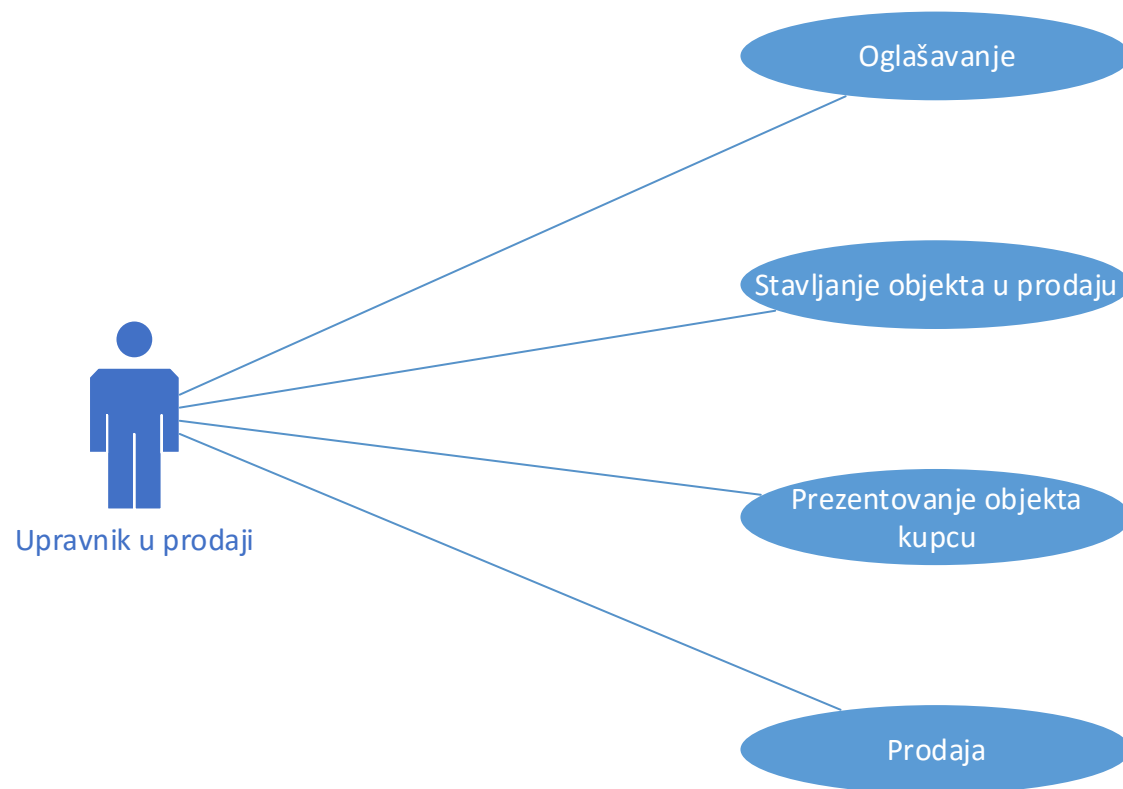 Oglašavanje
Stavljanje objekta u prodaju
Prezentovanje objekta
kupcu
Upravnik u prodaji
Prodaja